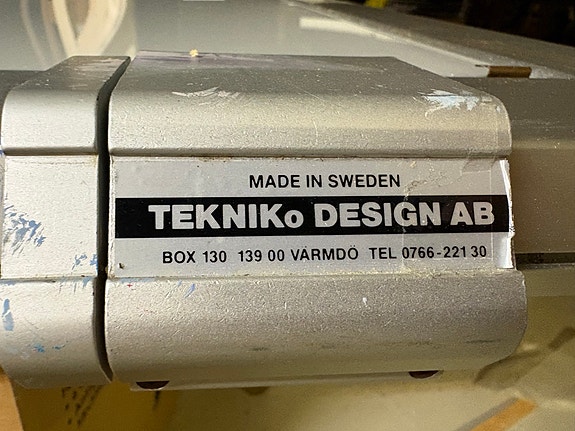 MADE IN SWEDEN
TEKNIKo DESIGN AB
BOX 130 139 00 VÄRMDÖ TEL 0766-221 30